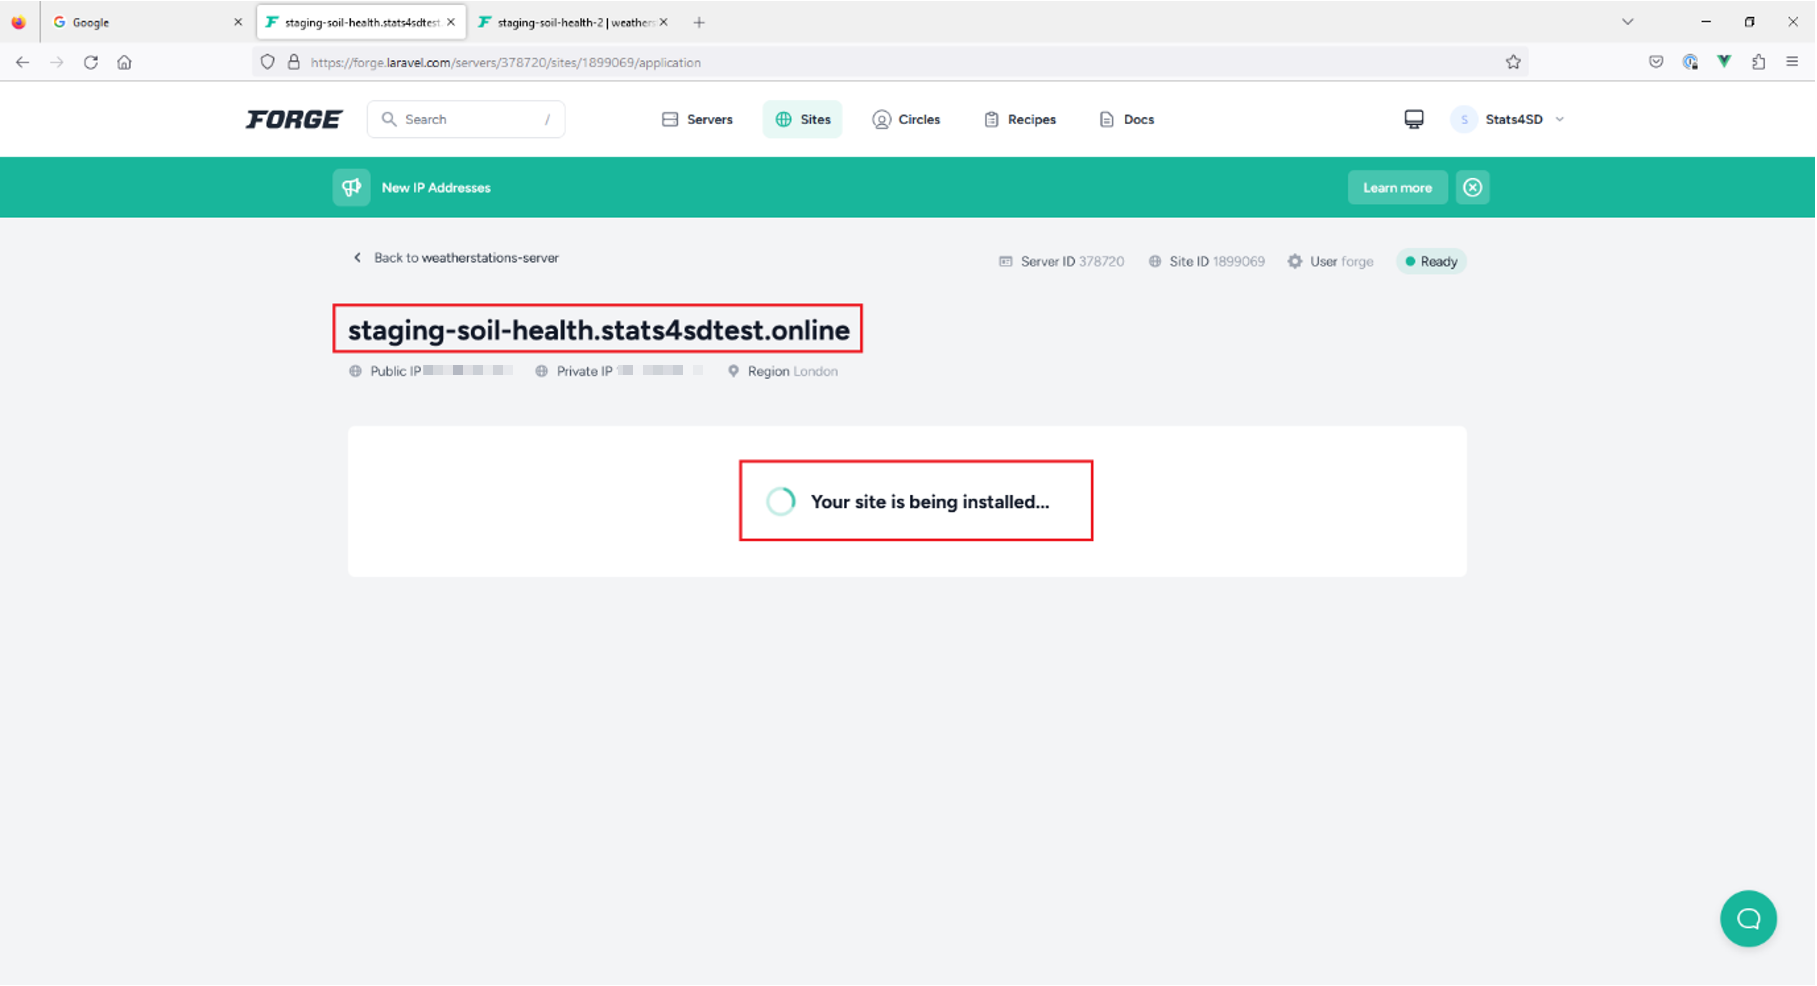 Google
staging-soil-health.stats4sdtest.
staging-soil-health-2 | weathers
https://forge.laravel.com/servers/378720/sites/1899069/application
FORGE
Search /
Servers
Sites
Circles
Recipes
Docs
S
Stats4SD
New IP Addresses
Learn more
Back to weatherstations-server
Server ID 378720
Site ID 1899069
User forge
Ready
staging-soil-health.stats4sdtest.online
Public IP
Private IP
Region London
Your site is being installed...